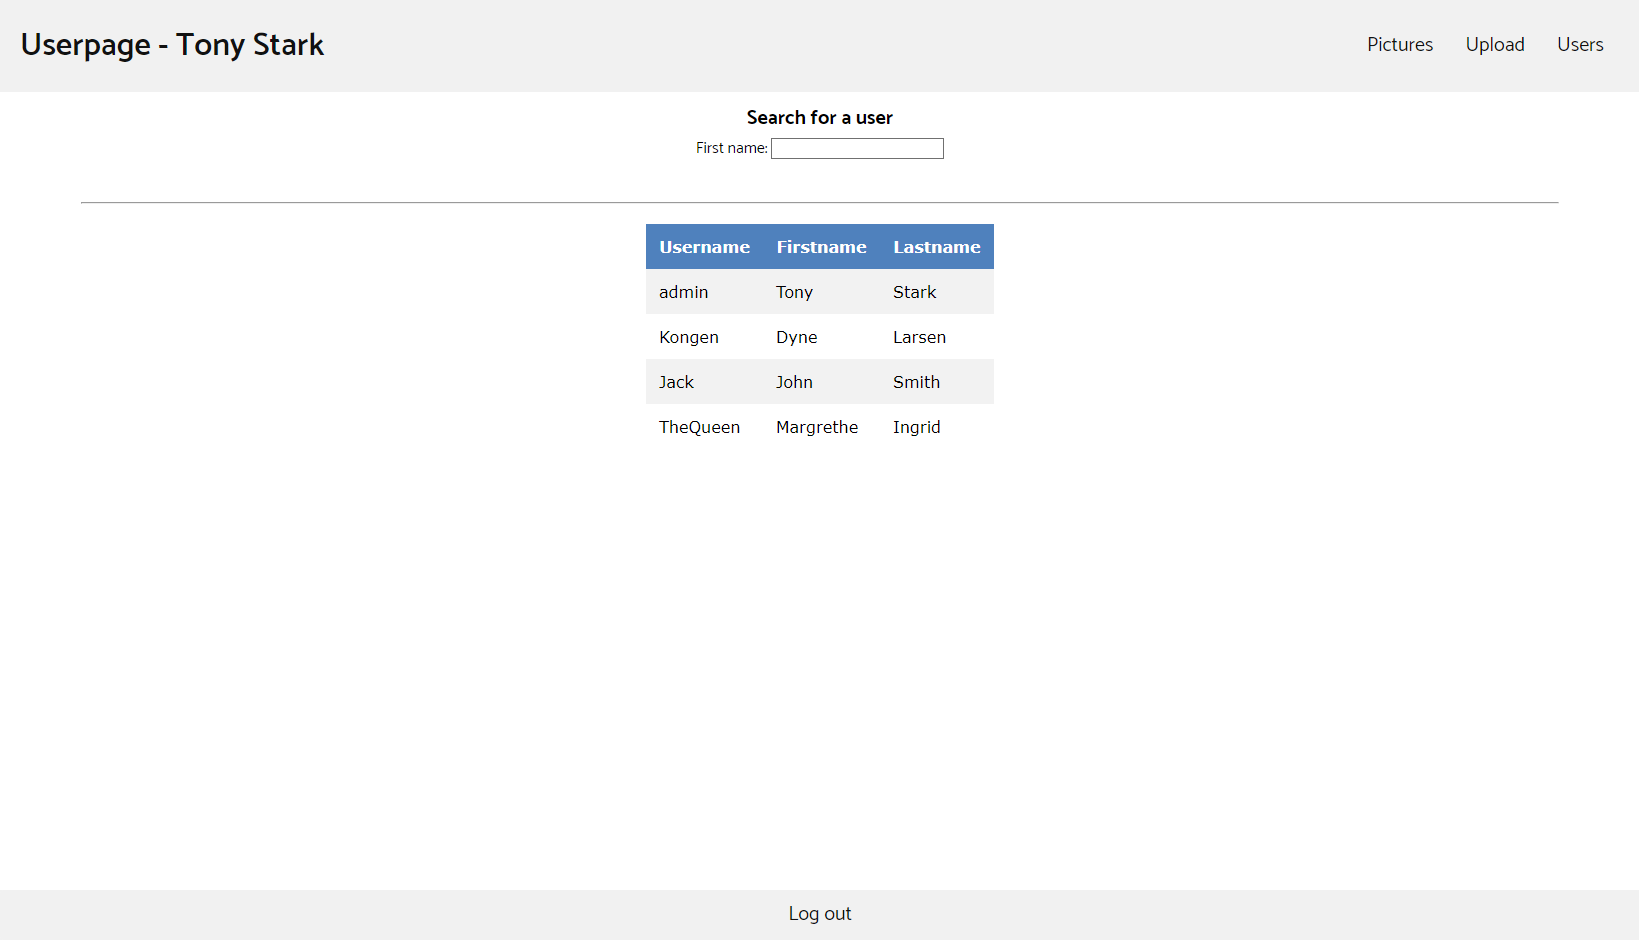 Userpage - Tony Stark
Pictures Upload Users
Search for a user
First name:
Username Firstname Lastname
admin Tony Stark
Kongen Dyne Larsen
Jack John Smith
TheQueen Margrethe Ingrid
Log out